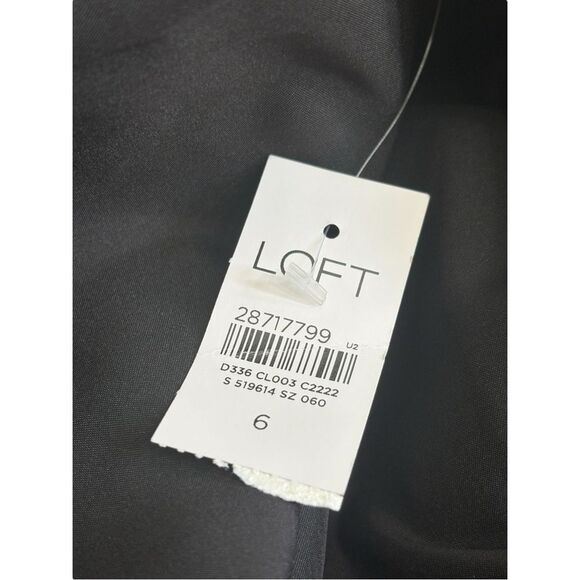 LOFT
28717799
U2
D336 CL003 C2222
S 519614 SZ 060
6